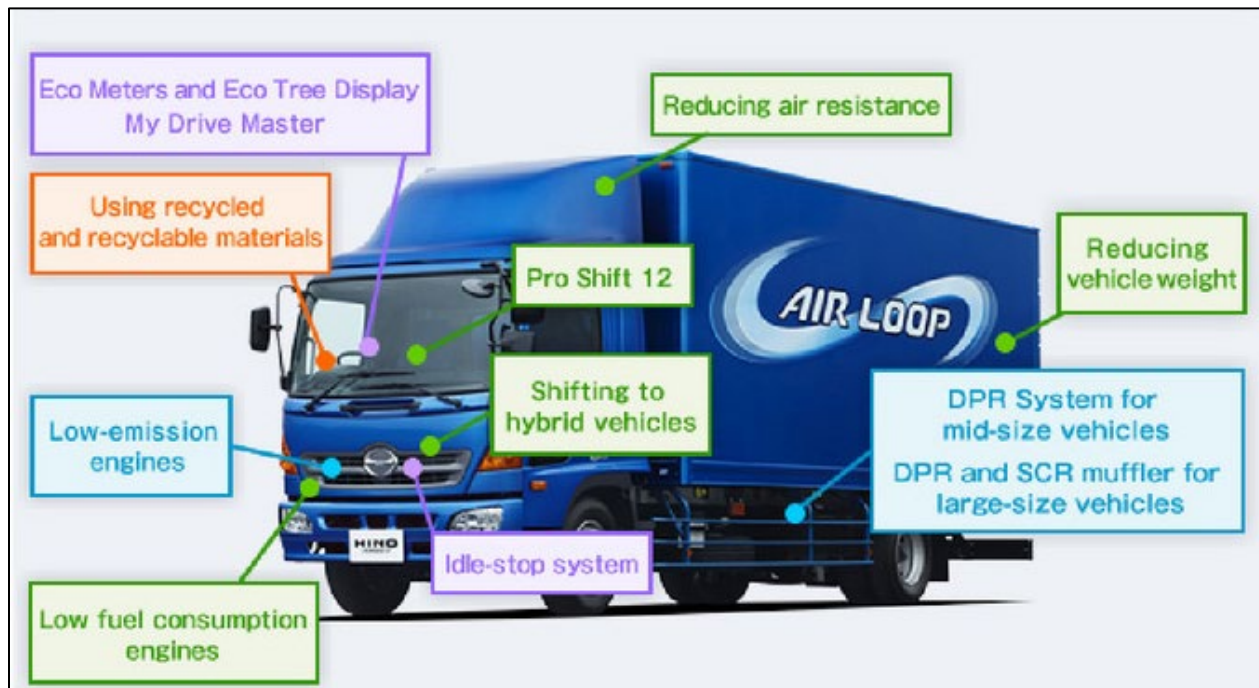 Eco Meters and Eco Tree Display
My Drive Master
Reducing air resistance
Using recycled
and recyclable materials
Pro Shift 12
Reducing
vehicle weight
AIR LOOP
Shifting to
hybrid vehicles
Low-emission
engines
DPR System for
mid-size vehicles
DPR and SCR muffler for
large-size vehicles
HINO
Idle-stop system
Low fuel consumption
engines